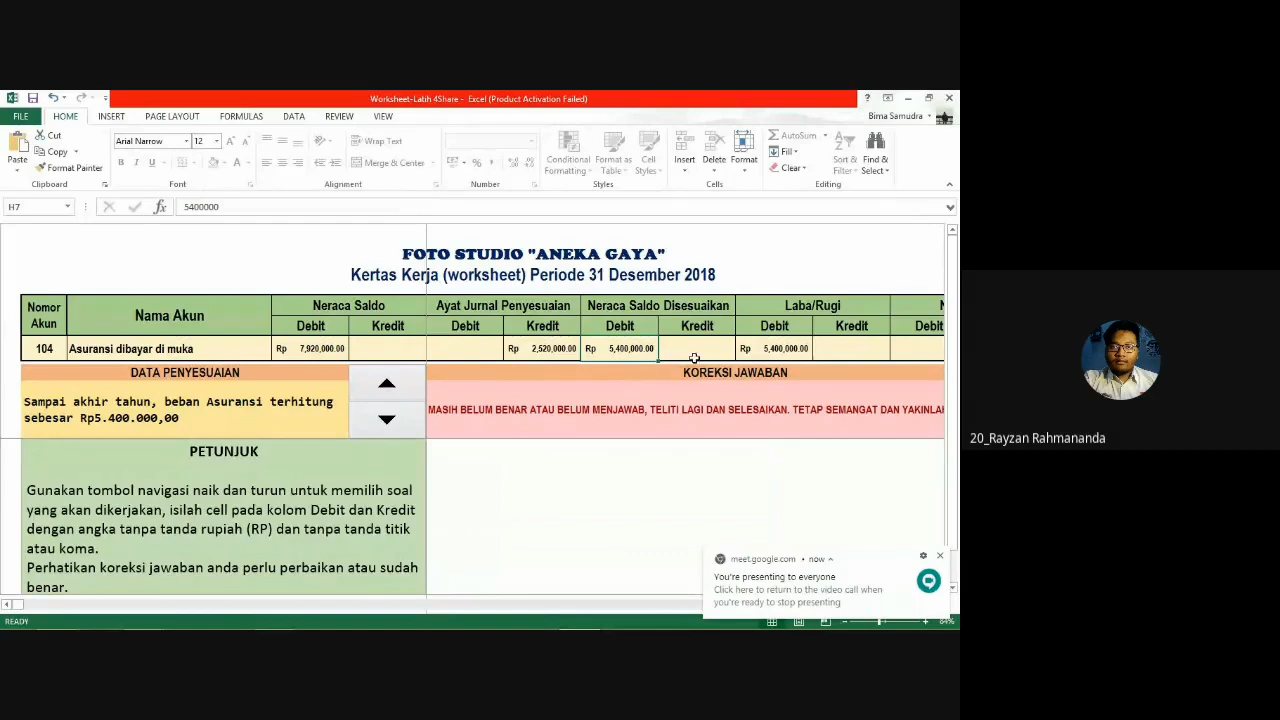 Worksheet-Latih 4Share - Excel (Product Activation Failed)
FILE HOME INSERT PAGE LAYOUT FORMULAS DATA REVIEW VIEW Bima Samudra
Cut
Copy
Format Painter
Paste
Clipboard
Arial Narrow 12
B I U
Font
Wrap Text
Merge & Center
Alignment
%
Number
Conditional Formatting
Format as Table
Cell Styles
Styles
Insert Delete Format
Cells
AutoSum
Fill
Clear
Sort & Filter
Find & Select
Editing
H7 fx 5400000
FOTO STUDIO "ANEKA GAYA"
Kertas Kerja (worksheet) Periode 31 Desember 2018
Nomor Akun Nama Akun Neraca Saldo Ayat Jurnal Penyesuaian Neraca Saldo Disesuaikan Laba/Rugi N
Debit Kredit Debit Kredit Debit Kredit Debit Kredit Debit
104 Asuransi dibayar di muka Rp 7,920,000.00 Rp 2,520,000.00 Rp 5,400,000.00 Rp 5,400,000.00
DATA PENYESUAIAN KOREKSI JAWABAN
Sampai akhir tahun, beban Asuransi terhitung
sebesar Rp5.400.000,00
MASIH BELUM BENAR ATAU BELUM MENJAWAB, TELITI LAGI DAN SELESAIKAN. TETAP SEMANGAT DAN YAKINLAH
PETUNJUK
Gunakan tombol navigasi naik dan turun untuk memilih soal
yang akan dikerjakan, isilah cell pada kolom Debit dan Kredit
dengan angka tanpa tanda rupiah (RP) dan tanpa tanda titik
atau koma.
Perhatikan koreksi jawaban anda perlu perbaikan atau sudah
benar.
meet.google.com • now
You're presenting to everyone
Click here to return to the video call when
you're ready to stop presenting
READY 84%
20_Rayzan Rahmananda